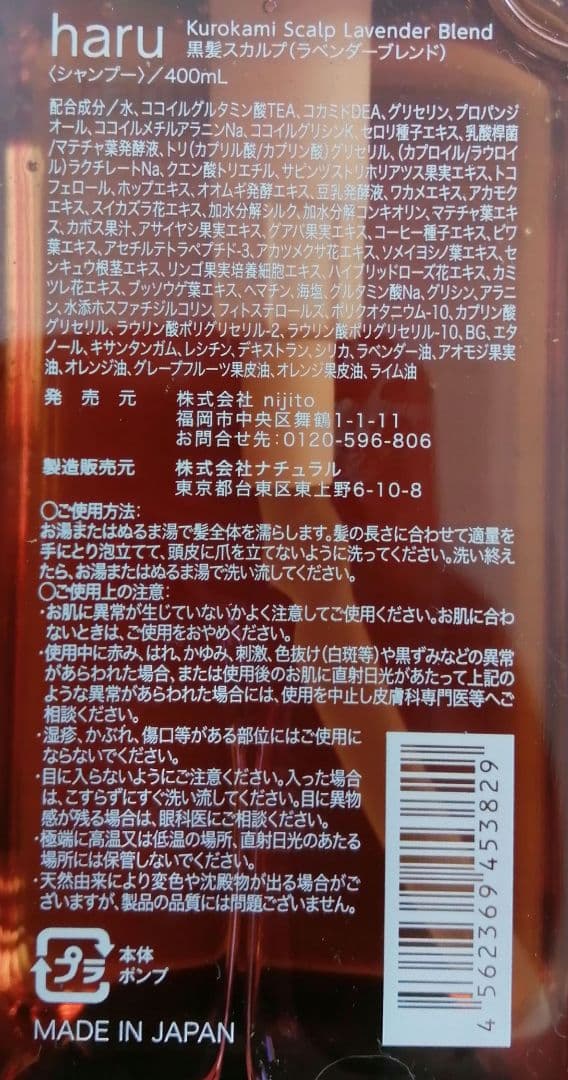 haru Kurokami Scalp Lavender Blend
黒髪スカルプ（ラベンダーブレンド）
〈シャンプー〉／400mL
配合成分／水、ココイルグルタミン酸TEA、コカミドDEA、グリセリン、プロパンジ
オール、ココイルメチルアラニンNa、ココイルグリシンK、セロリ種子エキス、乳酸桿菌
/マテチャ葉発酵液、トリ(カプリル酸/カプリン酸)グリセリル、(カプロイル/ラウロイ
ル)ラクチレートNa、クエン酸トリエチル、サピンヅストリホリアツス果実エキス、トコ
フェロール、ホップエキス、オオムギ発酵エキス、豆乳発酵液、ワカメエキス、アカモク
エキス、スイカズラ花エキス、加水分解シルク、加水分解コンキオリン、マテチャ葉エキ
ス、カボス果汁、アサイヤシ果実エキス、グアバ果実エキス、コーヒー種子エキス、ビワ
葉エキス、アセチルテトラペプチド-3、アカツメクサ花エキス、ソメイヨシノ葉エキス、セ
ンキュウ根茎エキス、リンゴ果実培養細胞エキス、ハイブリッドローズ花エキス、カミ
ツレ花エキス、ブッソウゲ葉エキス、ヘマチン、海塩、グルタミン酸Na、グリシン、アラニ
ン、水添ホスファチジルコリン、フィトステロールズ、ポリクオタニウム-10、カプリン酸
グリセリル、ラウリン酸ポリグリセリル-2、ラウリン酸ポリグリセリル-10、BG、エタ
ノール、キサンタンガム、レシチン、デキストラン、シリカ、ラベンダー油、アオモジ果実
油、オレンジ油、グレープフルーツ果皮油、オレンジ果皮油、ライム油
発売元 株式会社 nijito
福岡市中央区舞鶴1-1-11
お問合せ先：0120-596-806
製造販売元 株式会社ナチュラル
東京都台東区東上野6-10-8
〇ご使用方法：
お湯またはぬるま湯で髪全体を濡らします。髪の長さに合わせて適量を
手にとり泡立てて、頭皮に爪を立てないように洗ってください。洗い終え
たら、お湯またはぬるま湯で洗い流してください。
〇ご使用上の注意：
・お肌に異常が生じていないかよく注意してご使用ください。お肌に合わ
ないときは、ご使用をおやめください。
・使用中に赤み、はれ、かゆみ、刺激、色抜け(白斑等)や黒ずみなどの異常
があらわれた場合、または使用後のお肌に直射日光があたって上記の
ような異常があらわれた場合には、使用を中止し皮膚科専門医等へご
相談ください。
・湿疹、かぶれ、傷口等がある部位にはご使用に
ならないでください。
・目に入らないようにご注意ください。入った場合
は、こすらずにすぐ洗い流してください。目に異物
感が残る場合は、眼科医にご相談ください。
・極端に高温又は低温の場所、直射日光のあたる
場所には保管しないでください。
・天然由来により変色や沈殿物が出る場合がご
ざいますが、製品の品質には問題ございません。
プラ 本体
ポンプ
MADE IN JAPAN
4 562369 453829